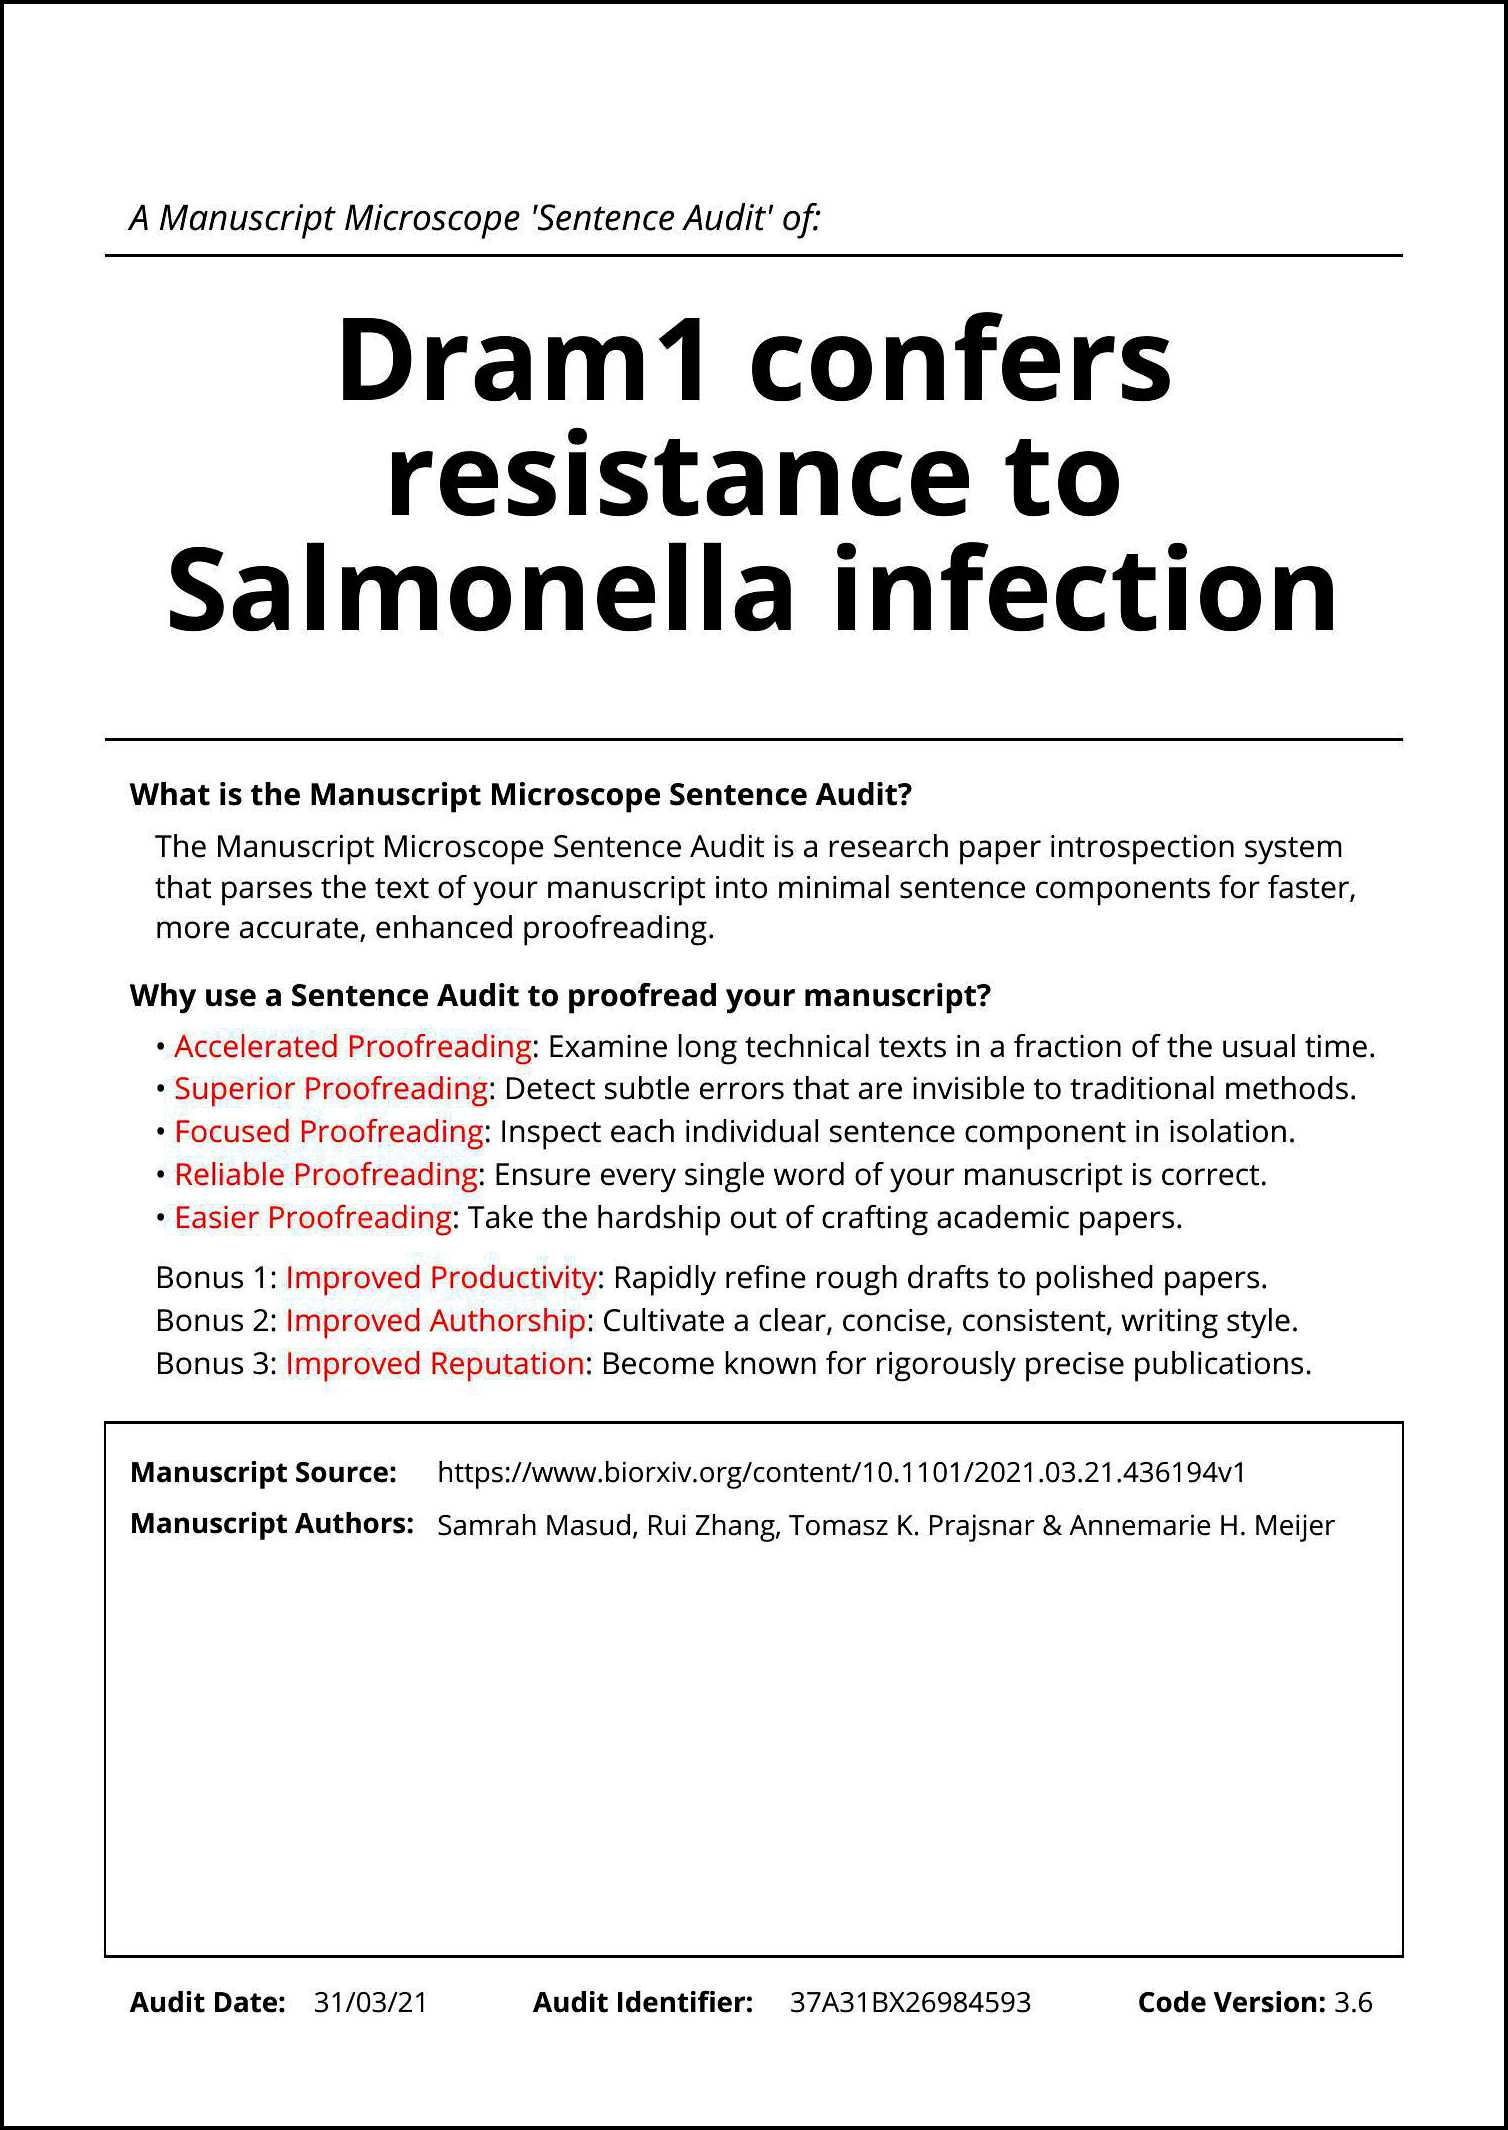 A Manuscript Microscope 'Sentence Audit' of:
Dram1 confers
resistance to
Salmonella infection
What is the Manuscript Microscope Sentence Audit?
The Manuscript Microscope Sentence Audit is a research paper introspection system
that parses the text of your manuscript into minimal sentence components for faster,
more accurate, enhanced proofreading.
Why use a Sentence Audit to proofread your manuscript?
• Accelerated Proofreading: Examine long technical texts in a fraction of the usual time.
• Superior Proofreading: Detect subtle errors that are invisible to traditional methods.
• Focused Proofreading: Inspect each individual sentence component in isolation.
• Reliable Proofreading: Ensure every single word of your manuscript is correct.
• Easier Proofreading: Take the hardship out of crafting academic papers.
Bonus 1: Improved Productivity: Rapidly refine rough drafts to polished papers.
Bonus 2: Improved Authorship: Cultivate a clear, concise, consistent, writing style.
Bonus 3: Improved Reputation: Become known for rigorously precise publications.
Manuscript Source: https://www.biorxiv.org/content/10.1101/2021.03.21.436194v1
Manuscript Authors: Samrah Masud, Rui Zhang, Tomasz K. Prajsnar & Annemarie H. Meijer
Audit Date: 31/03/21 Audit Identifier: 37A31BX26984593 Code Version: 3.6